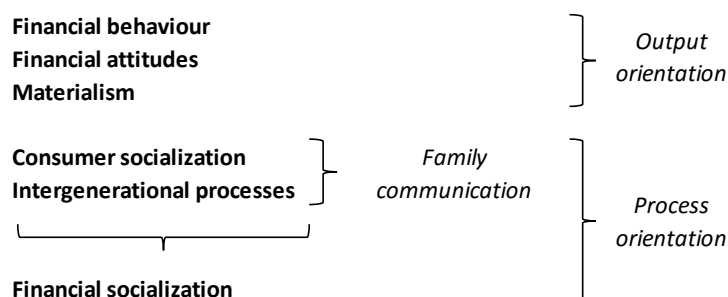 Financial behaviour
Financial attitudes
Materialism
Output
orientation
Consumer socialization
Intergenerational processes
Family
communication
Process
orientation
Financial socialization